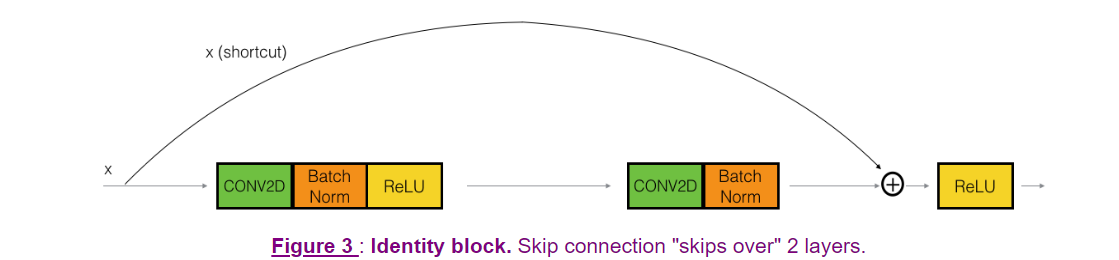 x (shortcut)
x
CONV2D
Batch
Norm
ReLU
CONV2D
Batch
Norm
ReLU
Figure 3 : Identity block. Skip connection "skips over" 2 layers.